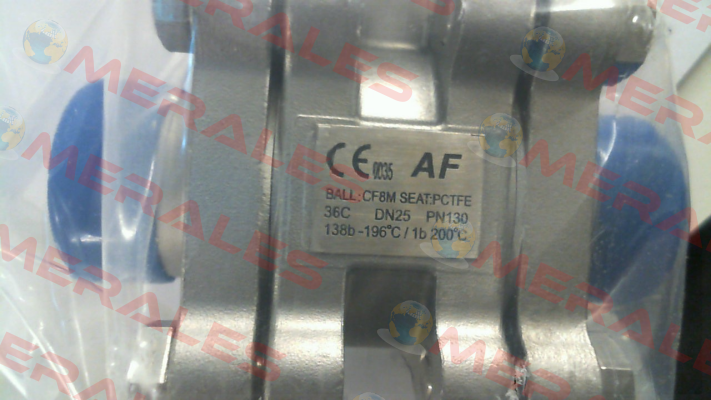 CE 0035 AF
BALL:CF8M SEAT:PCTFE
36C DN25 PN130
138b -196°C / 1b 200°C
MERALES
MERALES
MERALES
MERALES
MERALES
MERALES